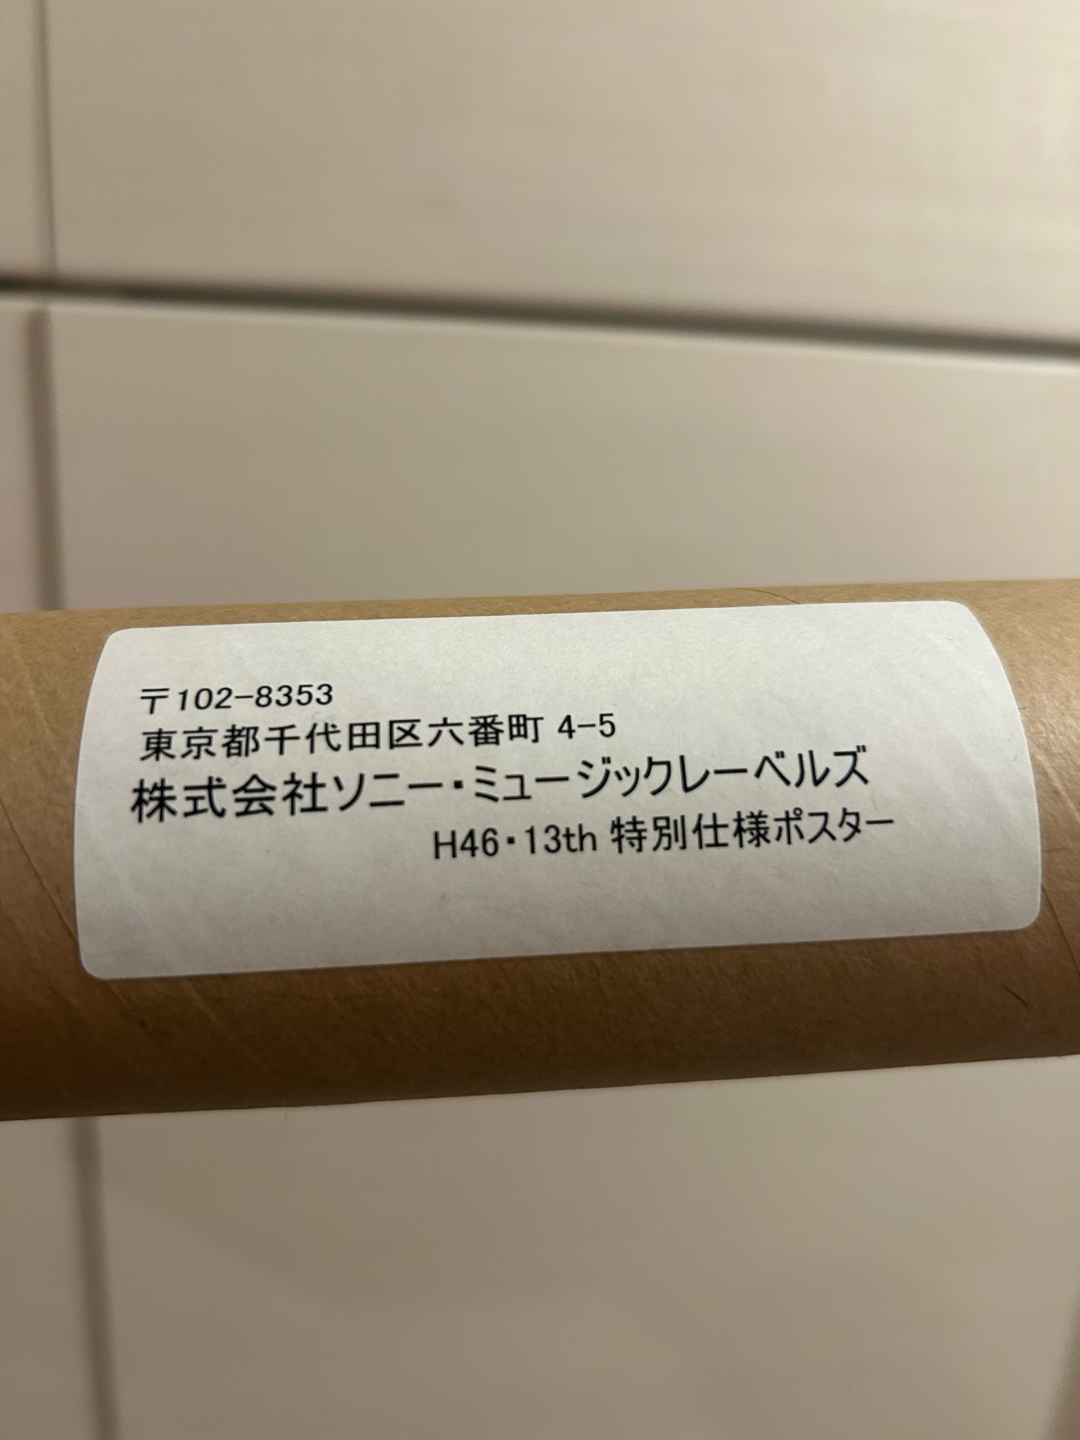 〒102-8353
東京都千代田区六番町 4-5
株式会社ソニー・ミュージックレーベルズ
H46・13th 特別仕様ポスター